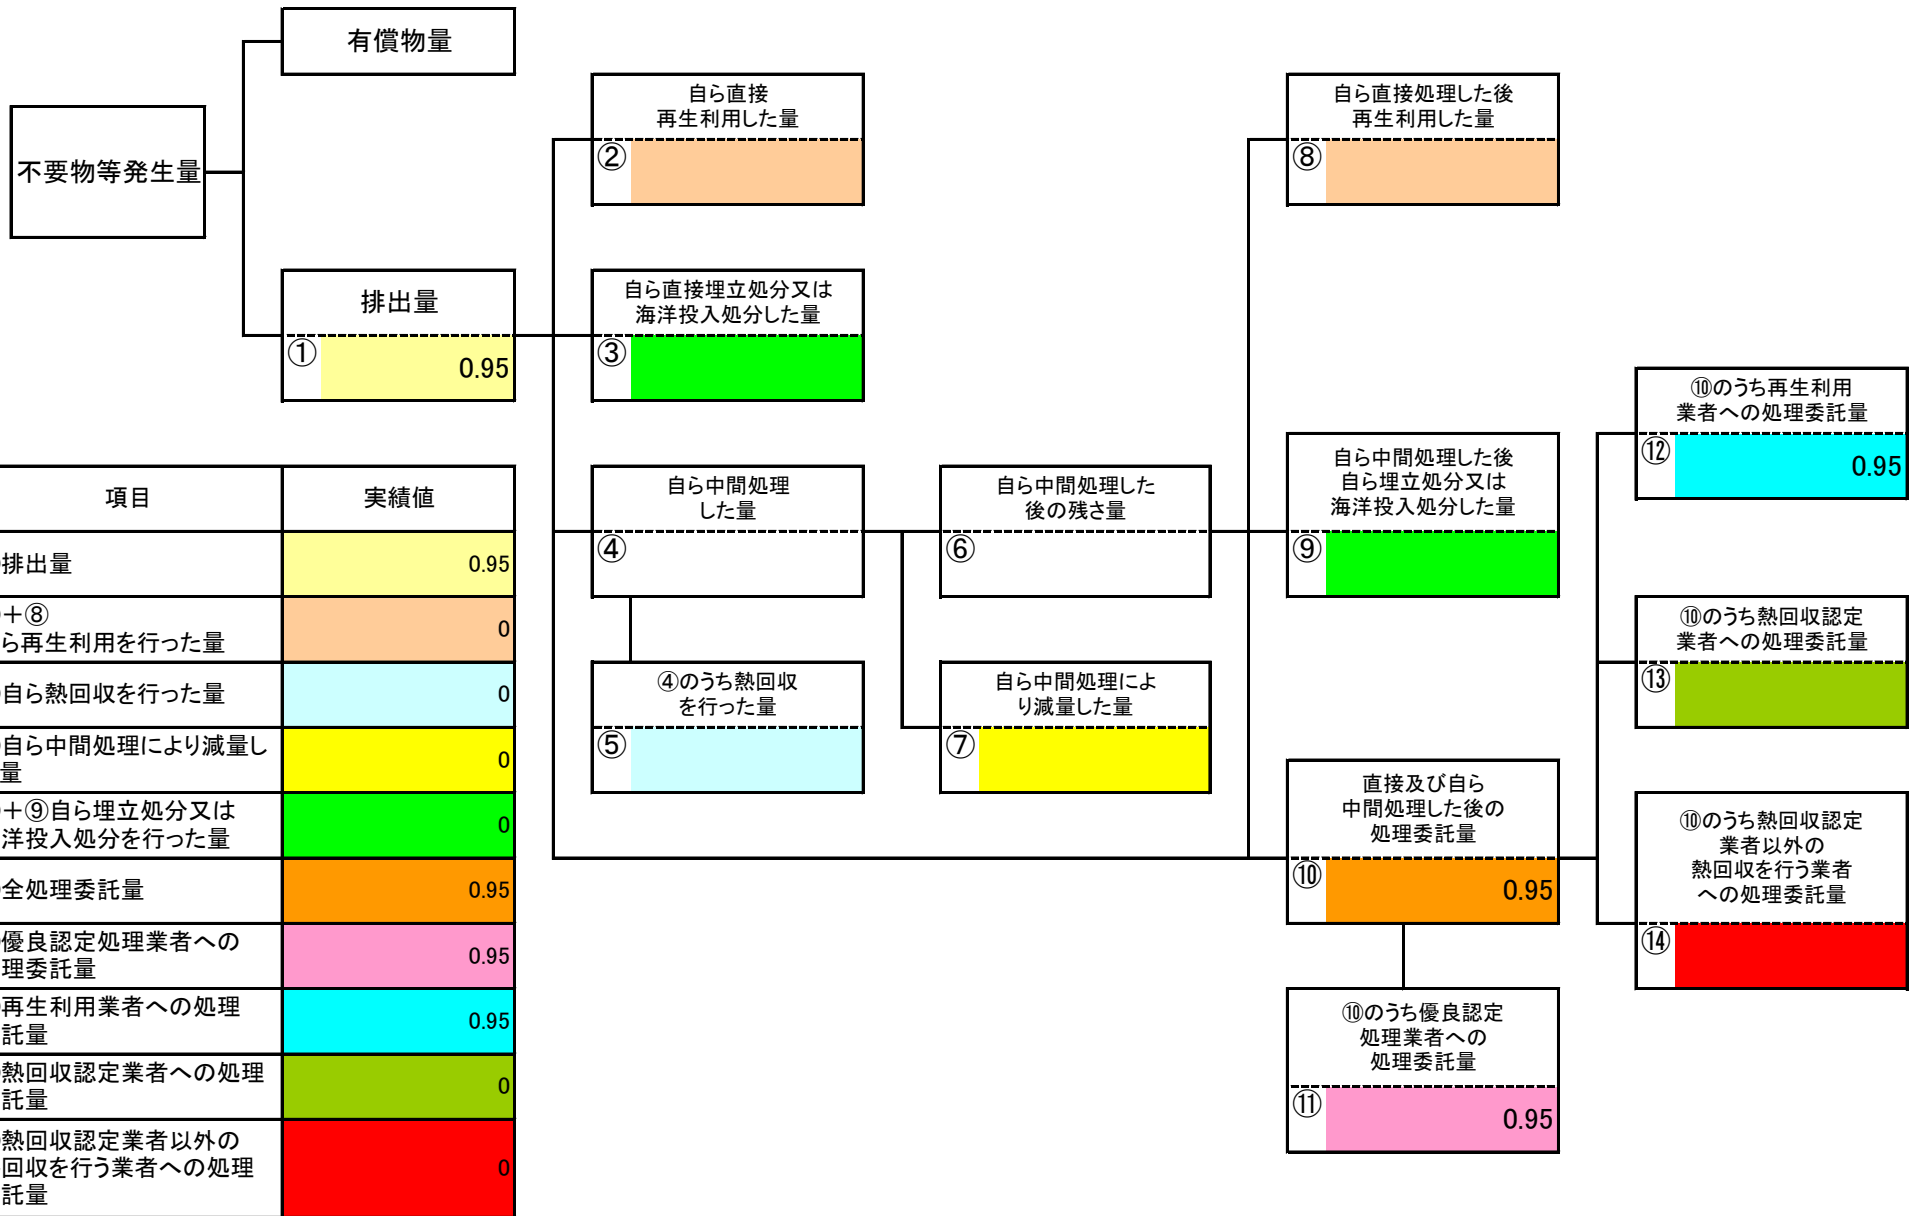 有償物量
不要物等発生量
排出量
①
0.95
自ら直接
再生利用した量
②
自ら直接埋立処分又は
海洋投入処分した量
③
自ら中間処理
した量
④
④のうち熱回収
を行った量
⑤
自ら中間処理した
後の残さ量
⑥
自ら中間処理によ
り減量した量
⑦
自ら直接処理した後
再生利用した量
⑧
自ら中間処理した後
自ら埋立処分又は
海洋投入処分した量
⑨
直接及び自ら
中間処理した後の
処理委託量
⑩
0.95
⑩のうち優良認定
処理業者への
処理委託量
⑪
0.95
⑩のうち再生利用
業者への処理委託量
⑫
0.95
⑩のうち熱回収認定
業者への処理委託量
⑬
⑩のうち熱回収認定
業者以外の
熱回収を行う業者
への処理委託量
⑭
項目 実績値
排出量 0.95
+⑧
ら再生利用を行った量 0
自ら熱回収を行った量 0
自ら中間処理により減量し
量 0
+⑨自ら埋立処分又は
洋投入処分を行った量 0
全処理委託量 0.95
優良認定処理業者への
理委託量 0.95
再生利用業者への処理
託量 0.95
熱回収認定業者への処理
託量 0
熱回収認定業者以外の
回収を行う業者への処理
託量 0